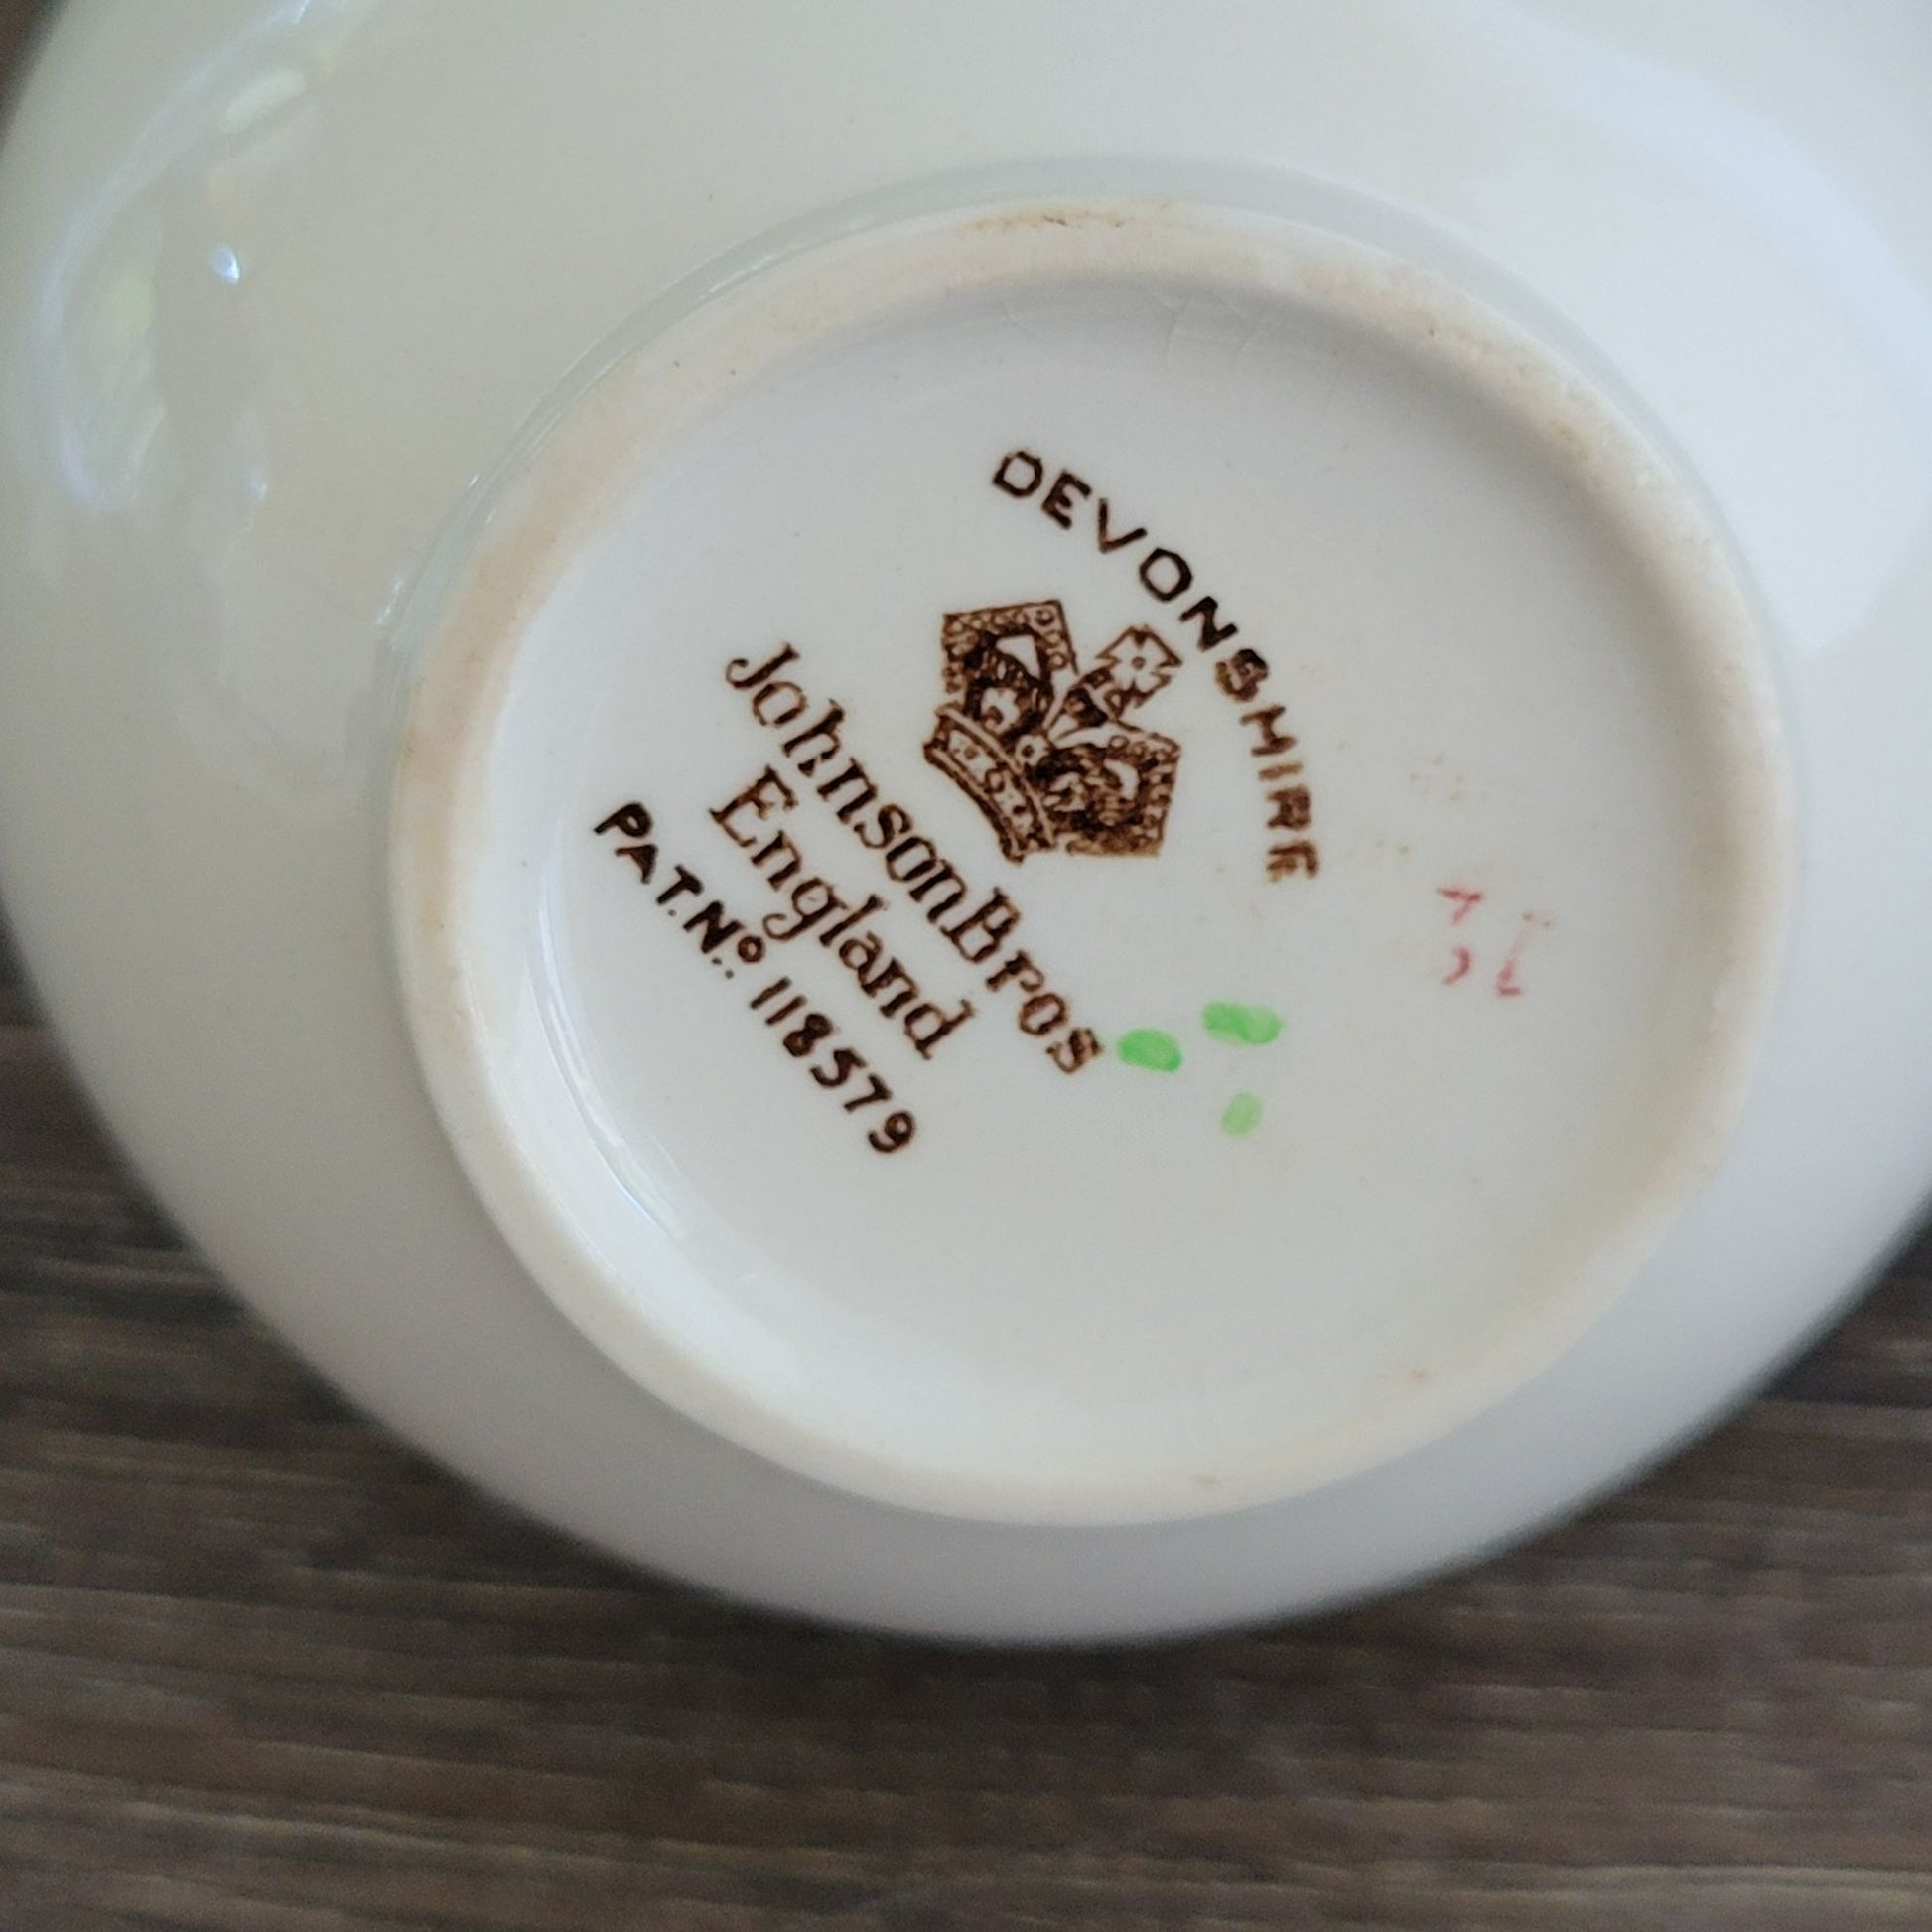 DEVONSHIRE
Johnson Bros
England
PAT. Nº. 118579